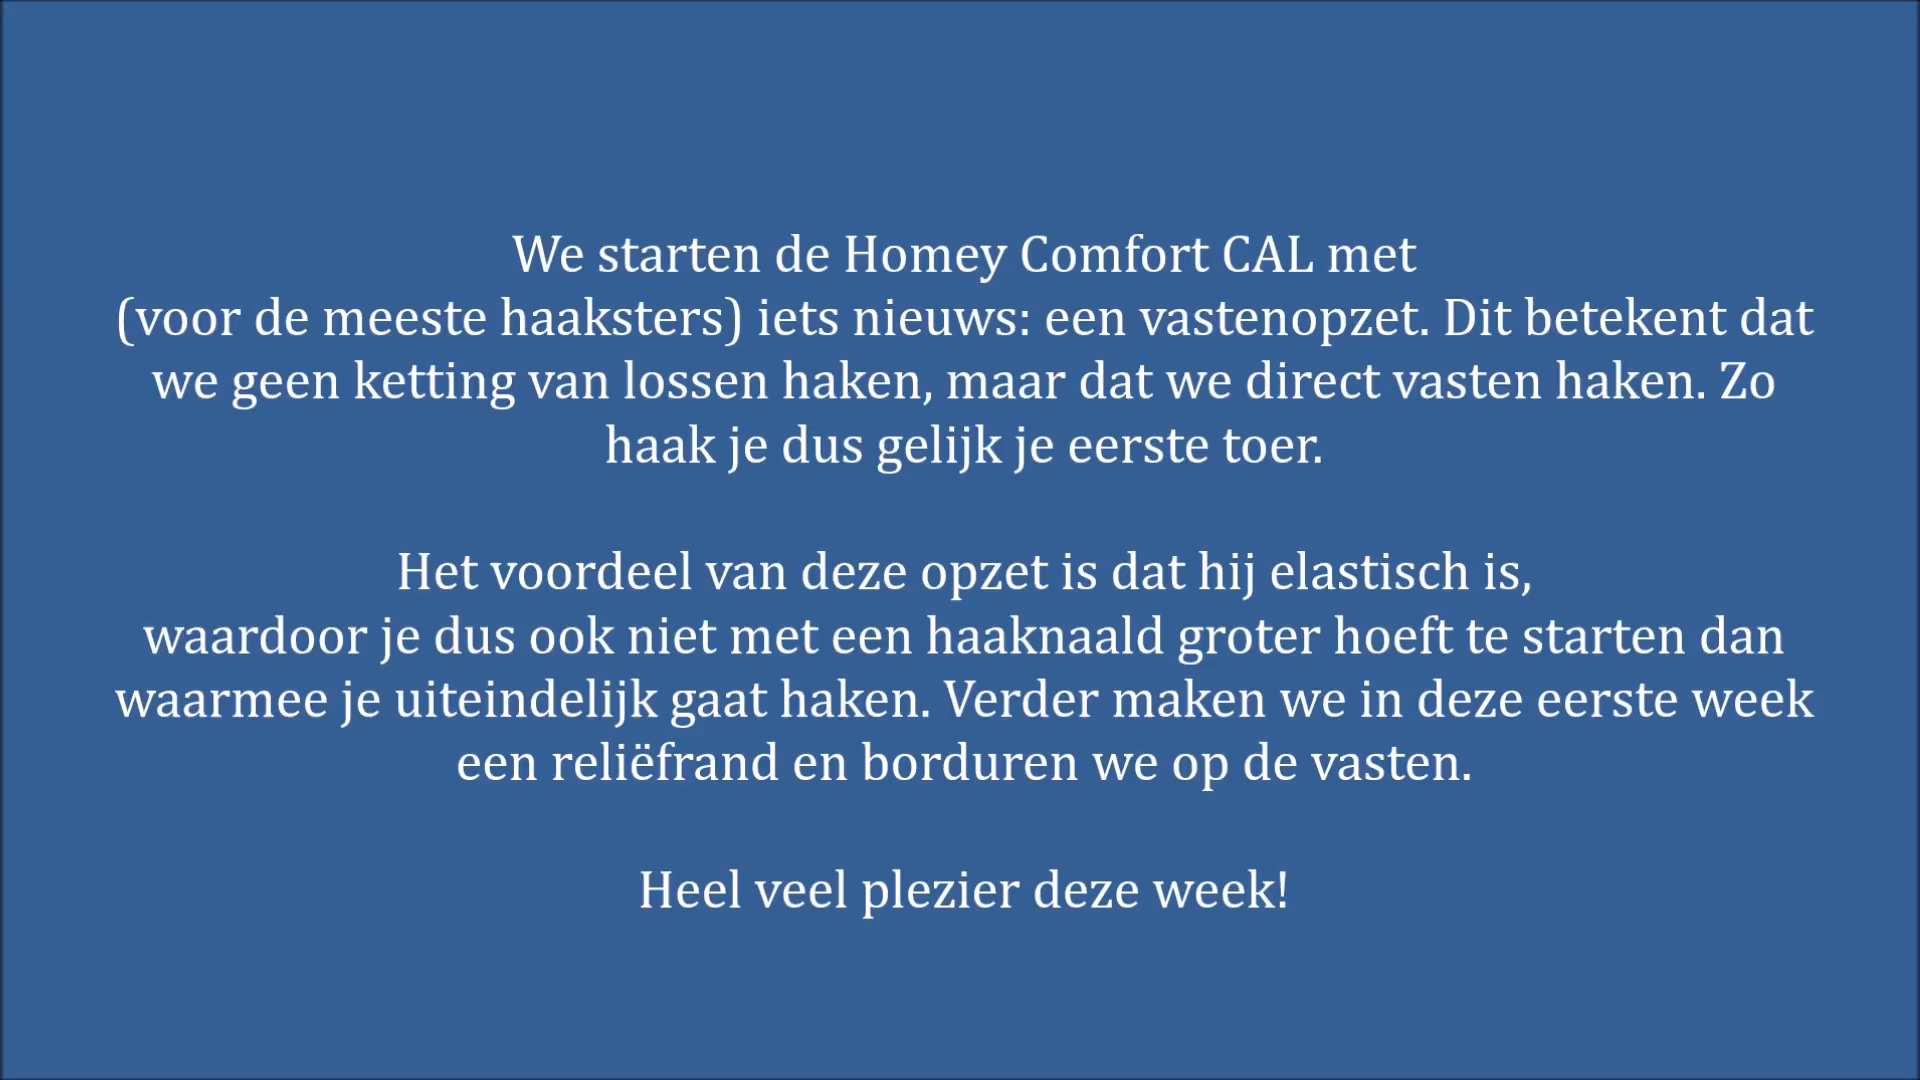 We starten de Homey Comfort CAL met
(voor de meeste haaksters) iets nieuws: een vastenopzet. Dit betekent dat
we geen ketting van lossen haken, maar dat we direct vasten haken. Zo
haak je dus gelijk je eerste toer.
Het voordeel van deze opzet is dat hij elastisch is,
waardoor je dus ook niet met een haaknaald groter hoeft te starten dan
waarmee je uiteindelijk gaat haken. Verder maken we in deze eerste week
een reliëfrand en borduren we op de vasten.
Heel veel plezier deze week!